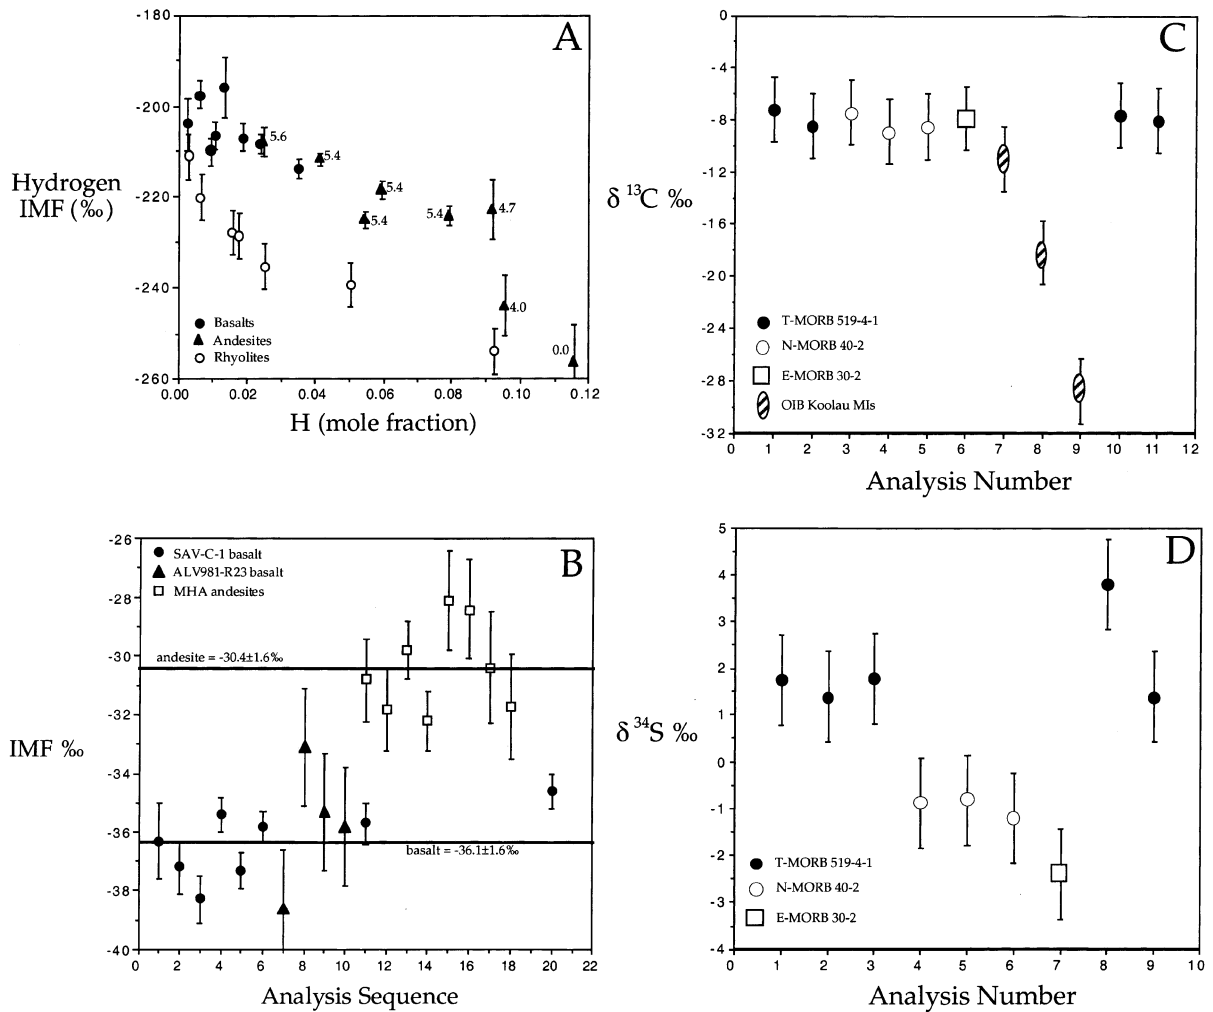 A
-180
-200
-220
-240
-260
Hydrogen
IMF (‰)
5.6
5.4
5.4
5.4
5.4
4.7
4.0
0.0
Basalts
Andesites
Rhyolites
0.00 0.02 0.04 0.06 0.08 0.10 0.12
H (mole fraction)
C
0
-4
-8
-12
-16
-20
-24
-28
-32
δ 13C ‰
T-MORB 519-4-1
N-MORB 40-2
E-MORB 30-2
OIB Koolau MIs
0 1 2 3 4 5 6 7 8 9 10 11 12
Analysis Number
B
-26
-28
-30
-32
-34
-36
-38
-40
IMF ‰
SAV-C-1 basalt
ALV981-R23 basalt
MHA andesites
andesite = -30.4±1.6‰
basalt = -36.1±1.6‰
0 2 4 6 8 10 12 14 16 18 20 22
Analysis Sequence
D
5
4
3
2
1
0
-1
-2
-3
-4
δ 34S ‰
T-MORB 519-4-1
N-MORB 40-2
E-MORB 30-2
0 1 2 3 4 5 6 7 8 9 10
Analysis Number